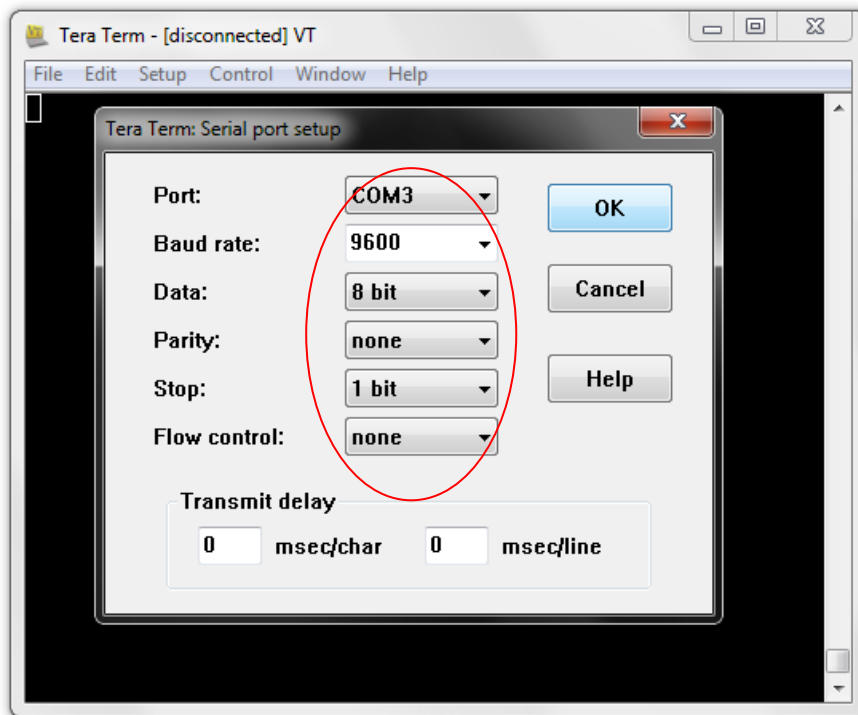 Tera Term - [disconnected] VT
File Edit Setup Control Window Help
Tera Term: Serial port setup
Port: COM3 OK
Baud rate: 9600
Data: 8 bit Cancel
Parity: none
Stop: 1 bit Help
Flow control: none
Transmit delay
0 msec/char 0 msec/line